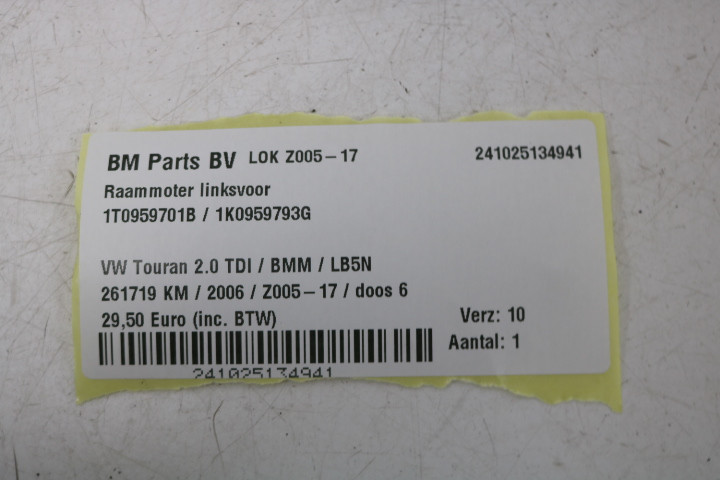 BM Parts BV LOK Z005-17 241025134941
Raammoter linksvoor
1T0959701B / 1K0959793G
VW Touran 2.0 TDI / BMM / LB5N
261719 KM / 2006 / Z005-17 / doos 6
29,50 Euro (inc. BTW) Verz: 10
Aantal: 1
241025134941